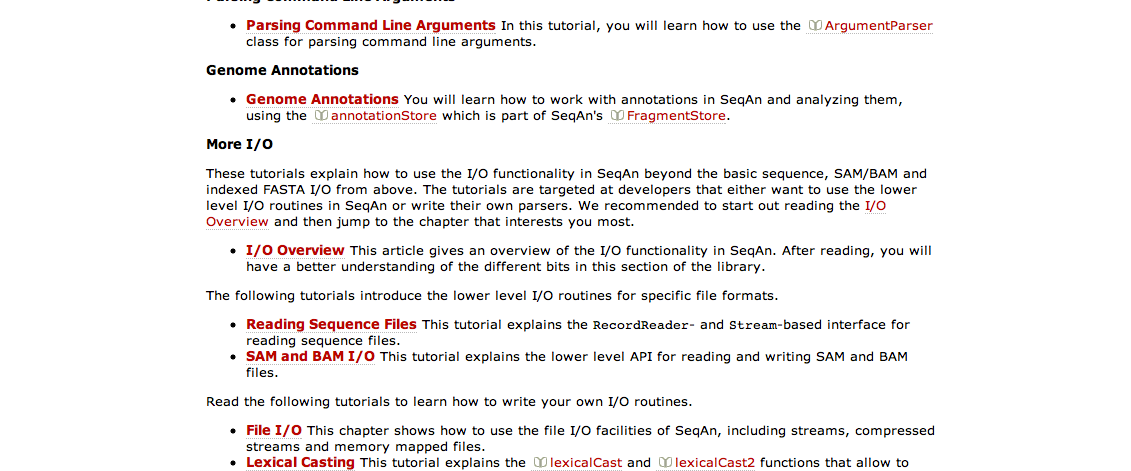 Parsing Command Line Arguments
Parsing Command Line Arguments In this tutorial, you will learn how to use the ArgumentParser
class for parsing command line arguments.
Genome Annotations
Genome Annotations You will learn how to work with annotations in SeqAn and analyzing them,
using the annotationStore which is part of SeqAn's FragmentStore.
More I/O
These tutorials explain how to use the I/O functionality in SeqAn beyond the basic sequence, SAM/BAM and
indexed FASTA I/O from above. The tutorials are targeted at developers that either want to use the lower
level I/O routines in SeqAn or write their own parsers. We recommended to start out reading the I/O
Overview and then jump to the chapter that interests you most.
I/O Overview This article gives an overview of the I/O functionality in SeqAn. After reading, you will
have a better understanding of the different bits in this section of the library.
The following tutorials introduce the lower level I/O routines for specific file formats.
Reading Sequence Files This tutorial explains the RecordReader- and Stream-based interface for
reading sequence files.
SAM and BAM I/O This tutorial explains the lower level API for reading and writing SAM and BAM
files.
Read the following tutorials to learn how to write your own I/O routines.
File I/O This chapter shows how to use the file I/O facilities of SeqAn, including streams, compressed
streams and memory mapped files.
Lexical Casting This tutorial explains the lexicalCast and lexicalCast2 functions that allow to